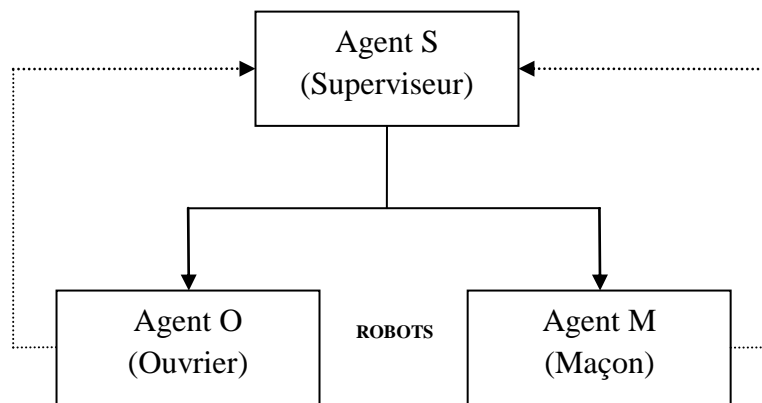 Agent S
(Superviseur)
Agent O
(Ouvrier)
ROBOTS
Agent M
(Maçon)